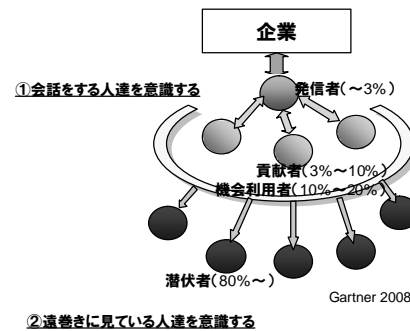 企業
①会話をする人達を意識する
発信者(～3%)
貢献者(3%～10%)
機会利用者(10%～20%)
潜伏者(80%～)
Gartner 2008
②遠巻きに見ている人達を意識する